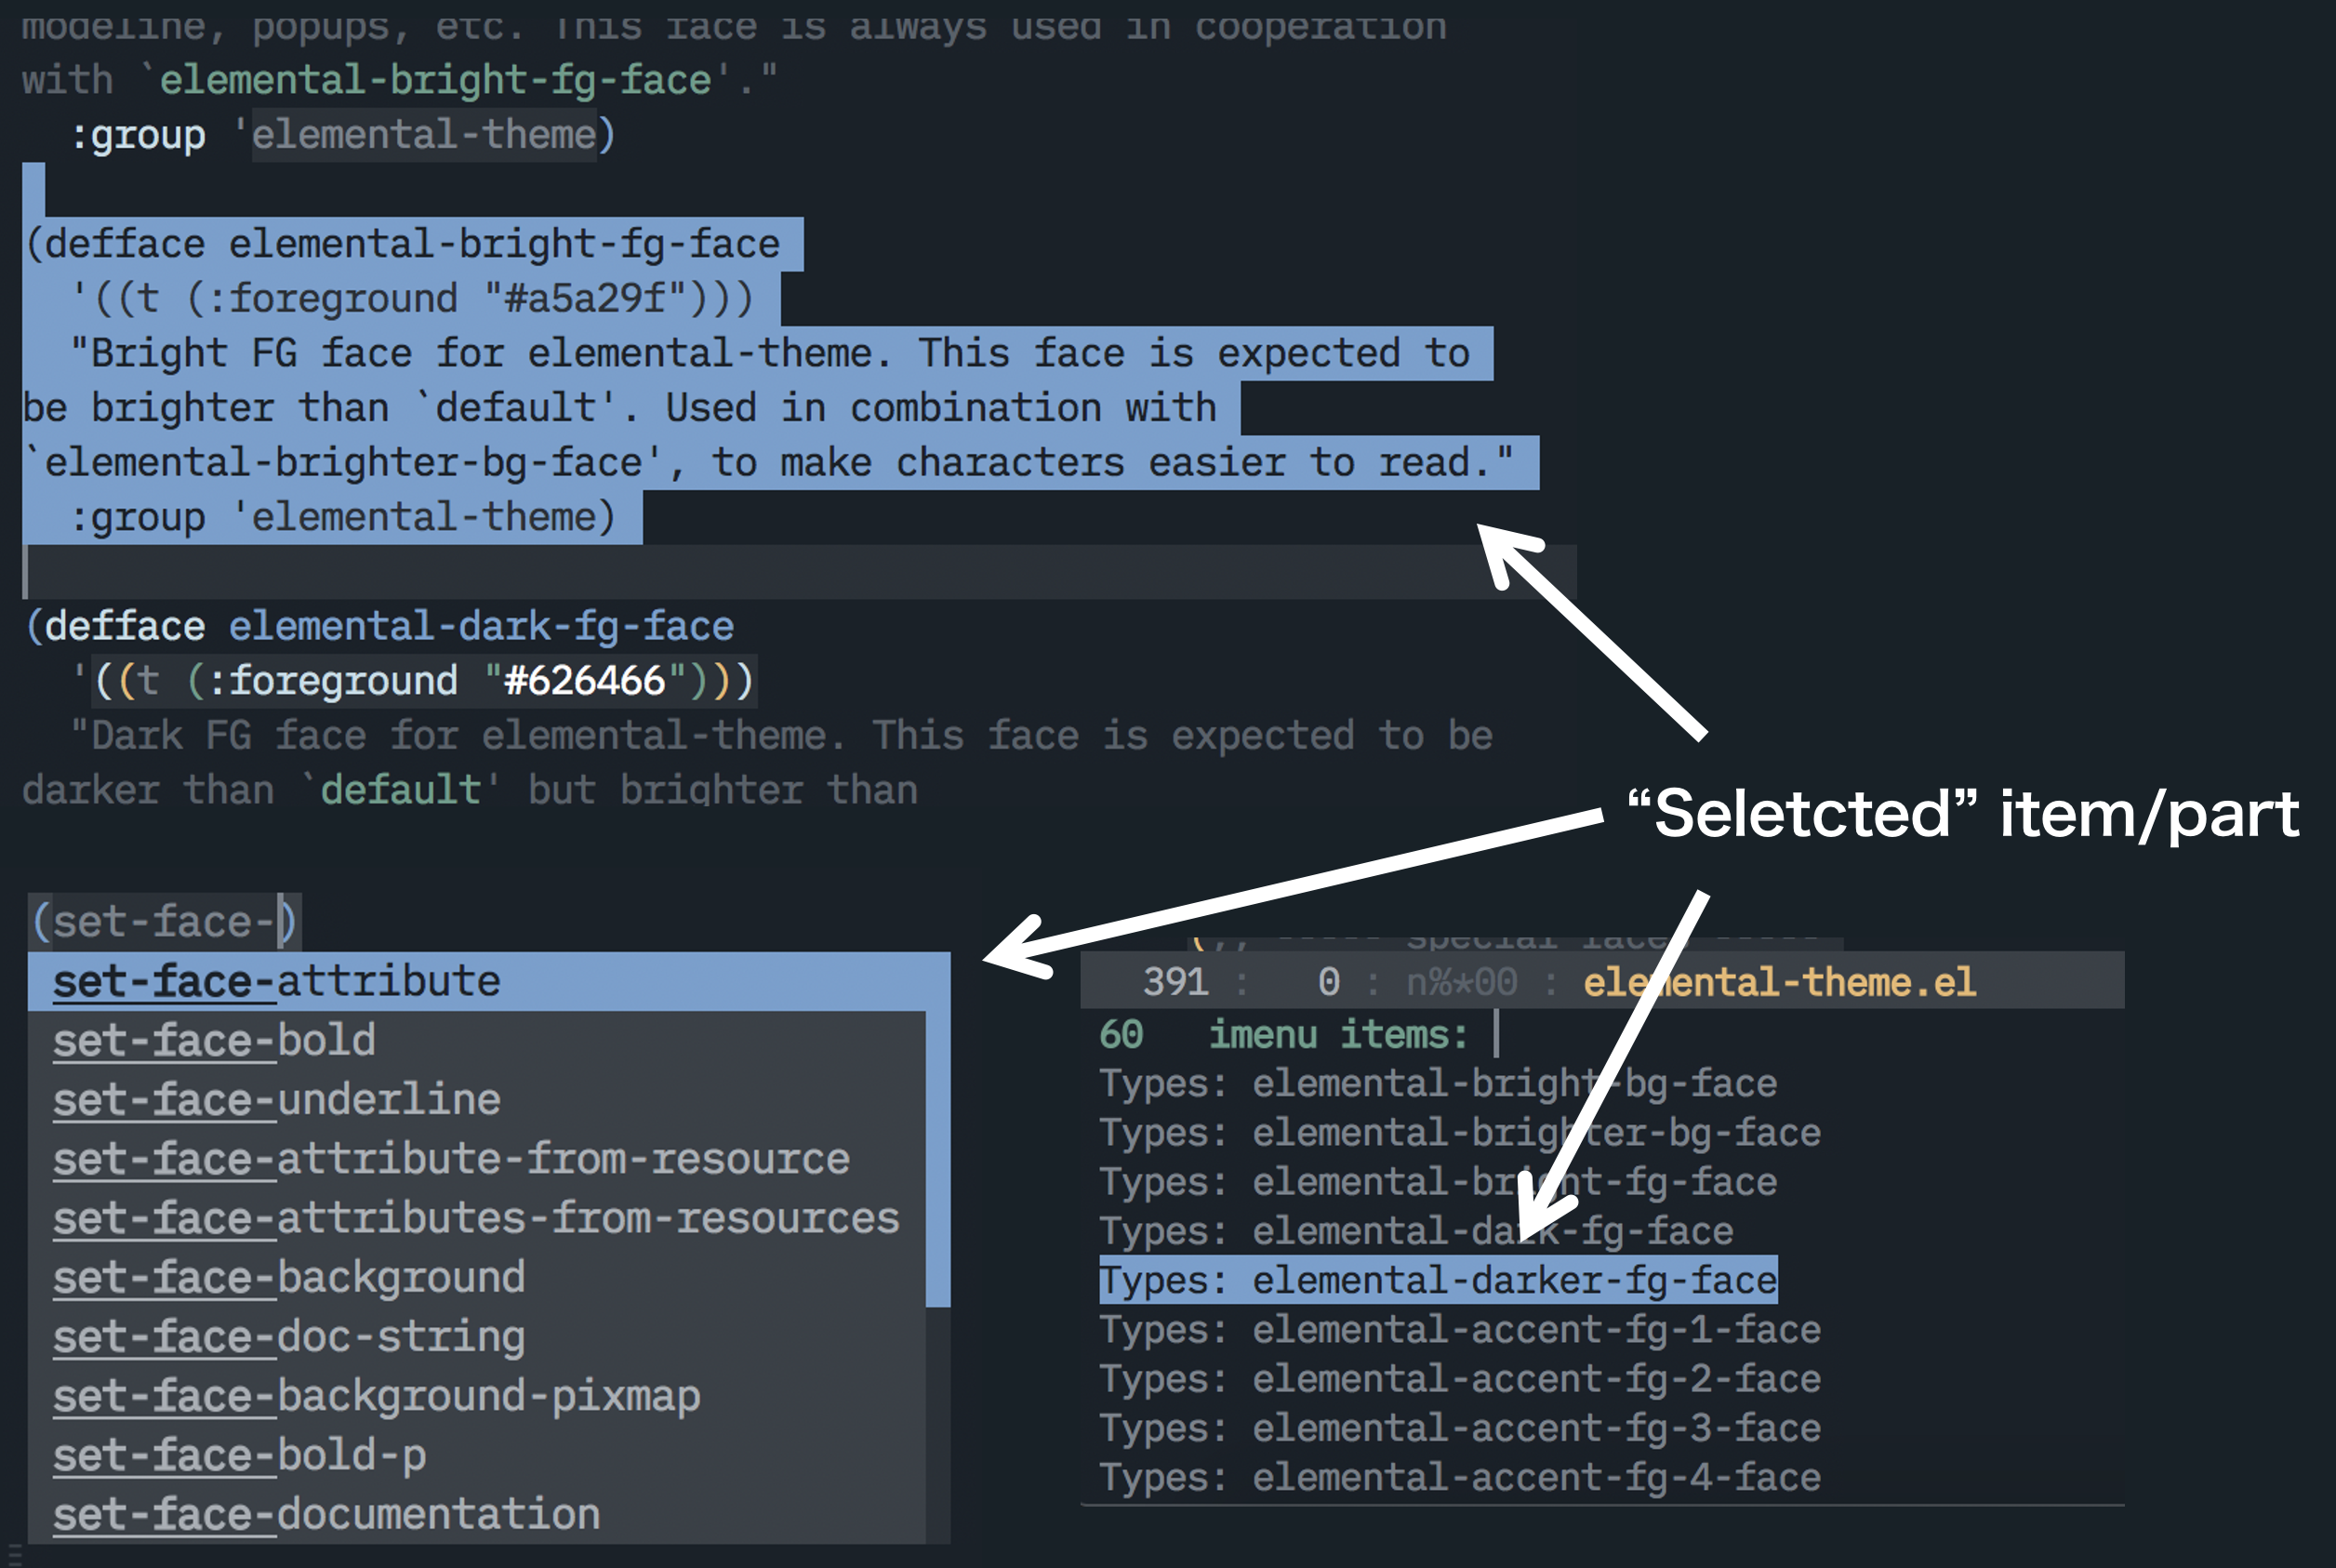 modeline, popups, etc. This face is always used in cooperation
with `elemental-bright-fg-face'."
  :group 'elemental-theme)
(defface elemental-bright-fg-face
  '((t (:foreground "#a5a29f")))
  "Bright FG face for elemental-theme. This face is expected to
be brighter than `default'. Used in combination with
`elemental-brighter-bg-face', to make characters easier to read."
  :group 'elemental-theme)
(defface elemental-dark-fg-face
  '((t (:foreground "#626466")))
  "Dark FG face for elemental-theme. This face is expected to be
darker than `default' but brighter than
“Seletcted” item/part
(set-face-)
set-face-attribute
set-face-bold
set-face-underline
set-face-attribute-from-resource
set-face-attributes-from-resources
set-face-background
set-face-doc-string
set-face-background-pixmap
set-face-bold-p
set-face-documentation
(;; ----- special faces -----
391 : 0 : n%*00 : elemental-theme.el
60 imenu items:
Types: elemental-bright-bg-face
Types: elemental-brighter-bg-face
Types: elemental-bright-fg-face
Types: elemental-dark-fg-face
Types: elemental-darker-fg-face
Types: elemental-accent-fg-1-face
Types: elemental-accent-fg-2-face
Types: elemental-accent-fg-3-face
Types: elemental-accent-fg-4-face